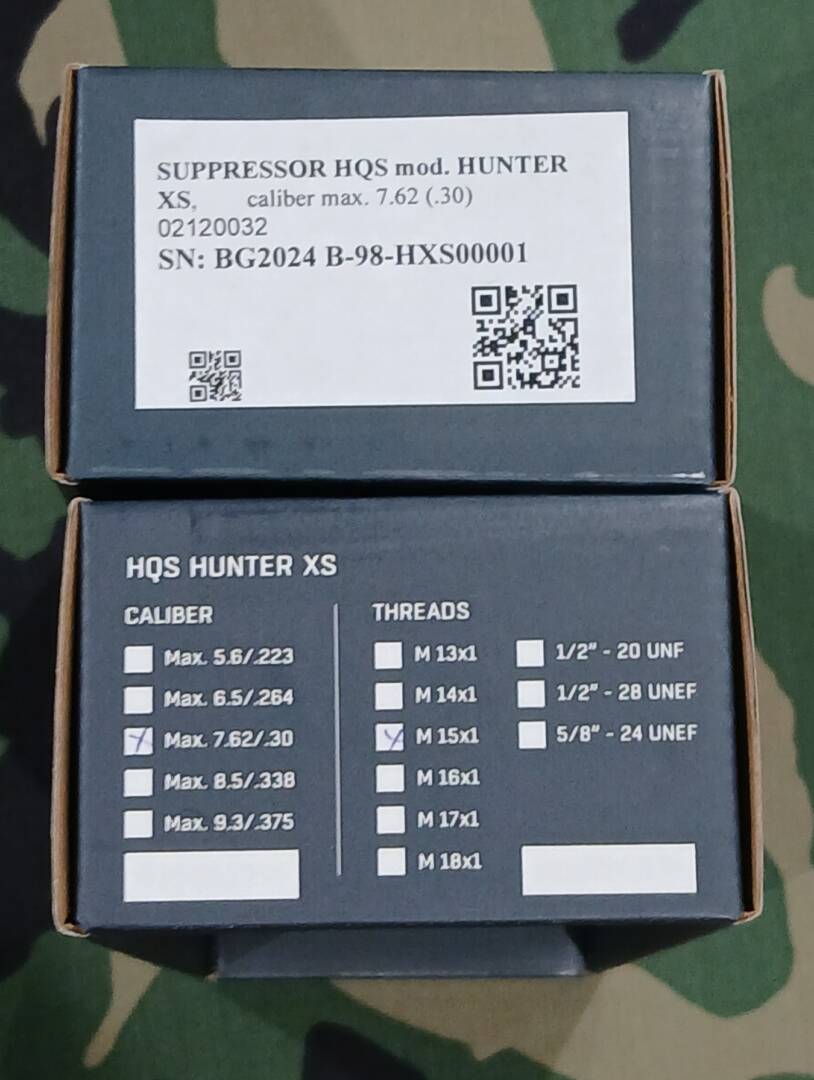 SUPPRESSOR HQS mod. HUNTER
XS, caliber max. 7.62 (.30)
02120032
SN: BG2024 B-98-HXS00001
HQS HUNTER XS
CALIBER
Max. 5.6/.223
Max. 6.5/.264
Max. 7.62/.30
Max. 8.5/.338
Max. 9.3/.375
THREADS
M 13x1
M 14x1
M 15x1
M 16x1
M 17x1
M 18x1
1/2" - 20 UNF
1/2" - 28 UNEF
5/8" - 24 UNEF